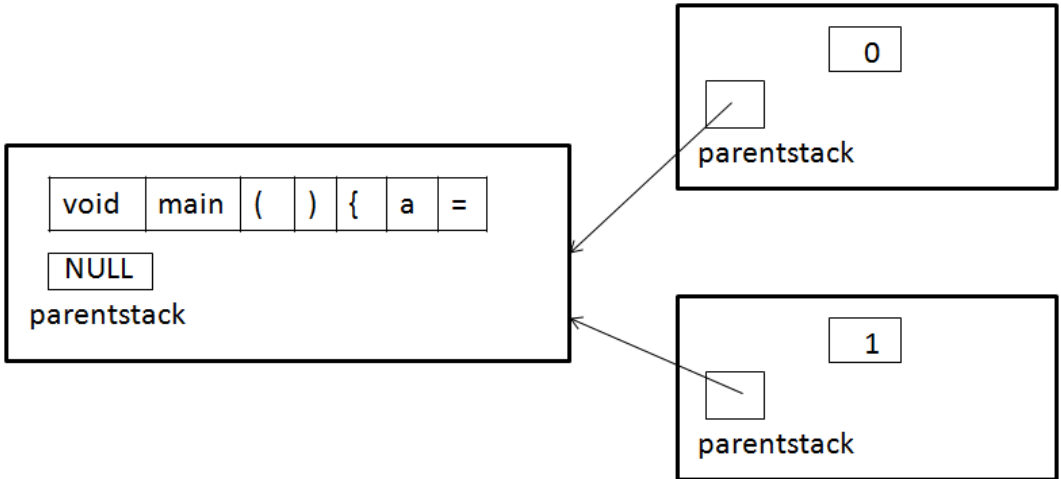 void main ( ) { a =
NULL
parentstack
0
parentstack
1
parentstack